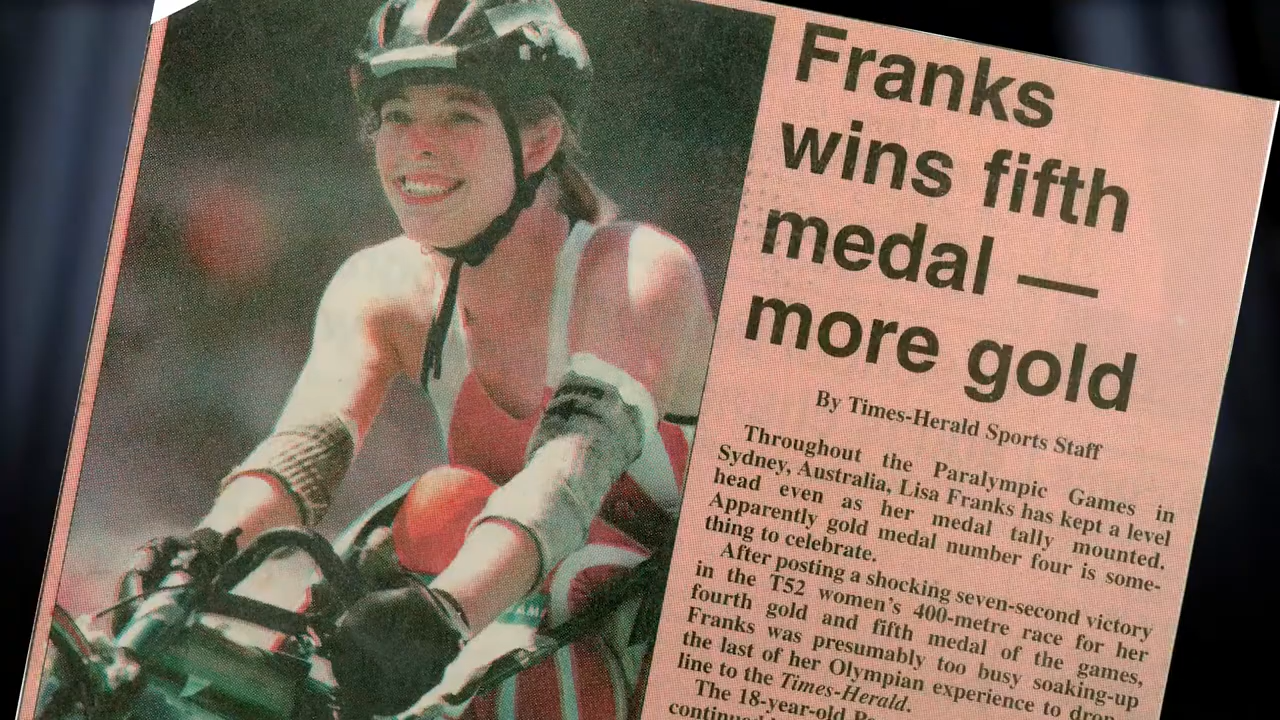 Franks
wins fifth
medal —
more gold
By Times-Herald Sports Staff
Throughout the Paralympic Games in
Sydney, Australia, Lisa Franks has kept a level
head even as her medal tally mounted.
Apparently gold medal number four is some-
thing to celebrate.
After posting a shocking seven-second victory
in the T52 women's 400-metre race for her
fourth gold and fifth medal of the games,
Franks was presumably too busy soaking-up
the last of her Olympian experience to
line to the Times-Herald.
The 18-year-old